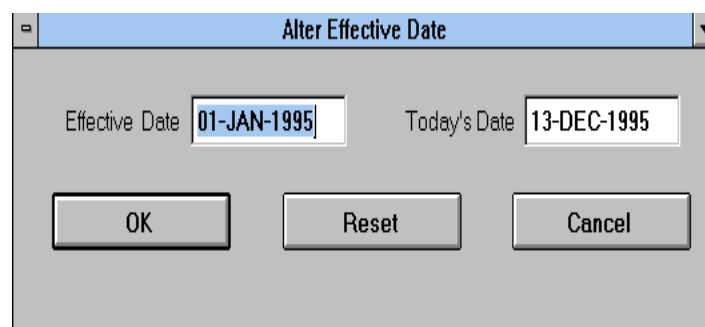 Alter Effective Date
Effective Date 01-JAN-1995 Today's Date 13-DEC-1995
OK Reset Cancel